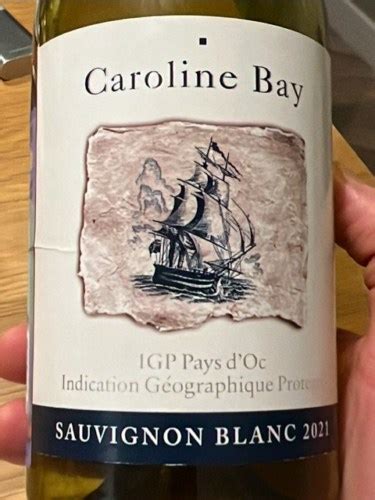 Caroline Bay
IGP Pays d'Oc
Indication Géographique
SAUVIGNON BLANC 2021